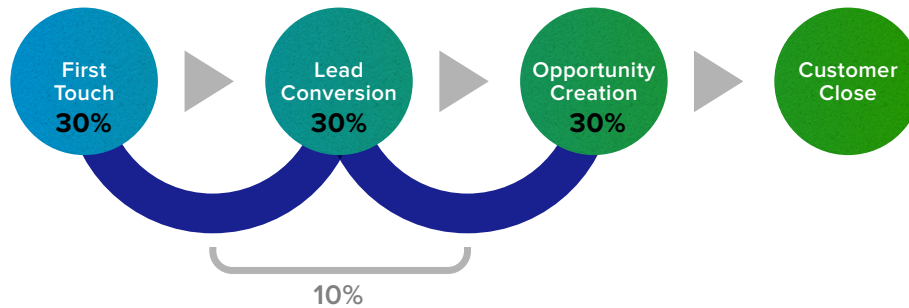 First
Touch
30%
Lead
Conversion
30%
Opportunity
Creation
30%
Customer
Close
10%